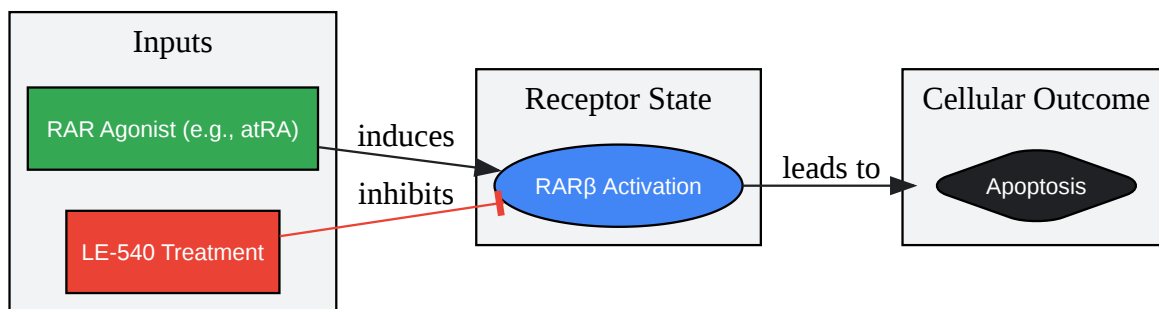 Inputs
RAR Agonist (e.g., atRA)
LE-540 Treatment
induces
inhibits
Receptor State
RARβ Activation
leads to
Cellular Outcome
Apoptosis